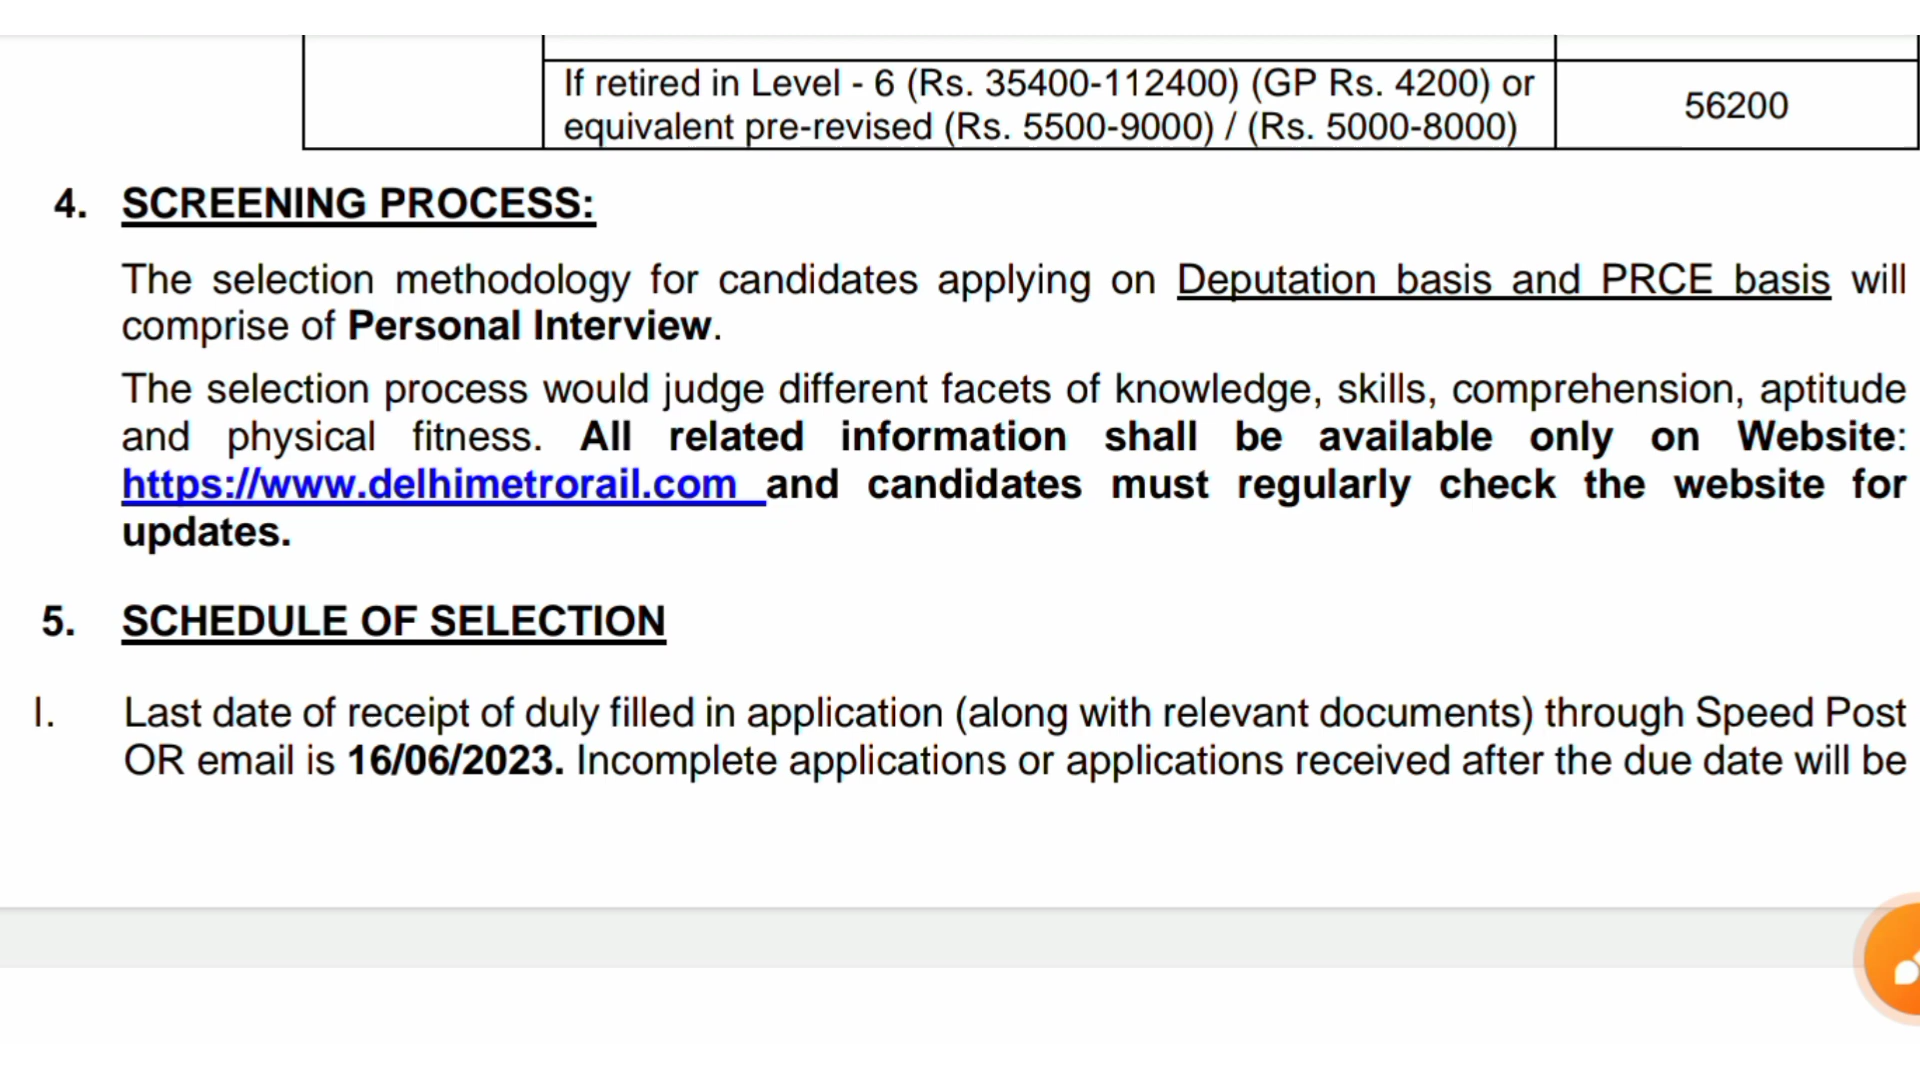 If retired in Level - 6 (Rs. 35400-112400) (GP Rs. 4200) or
equivalent pre-revised (Rs. 5500-9000) / (Rs. 5000-8000)
56200
4. SCREENING PROCESS:
The selection methodology for candidates applying on Deputation basis and PRCE basis will
comprise of Personal Interview.
The selection process would judge different facets of knowledge, skills, comprehension, aptitude
and physical fitness. All related information shall be available only on Website:
https://www.delhimetrorail.com and candidates must regularly check the website for
updates.
5. SCHEDULE OF SELECTION
I. Last date of receipt of duly filled in application (along with relevant documents) through Speed Post
OR email is 16/06/2023. Incomplete applications or applications received after the due date will be